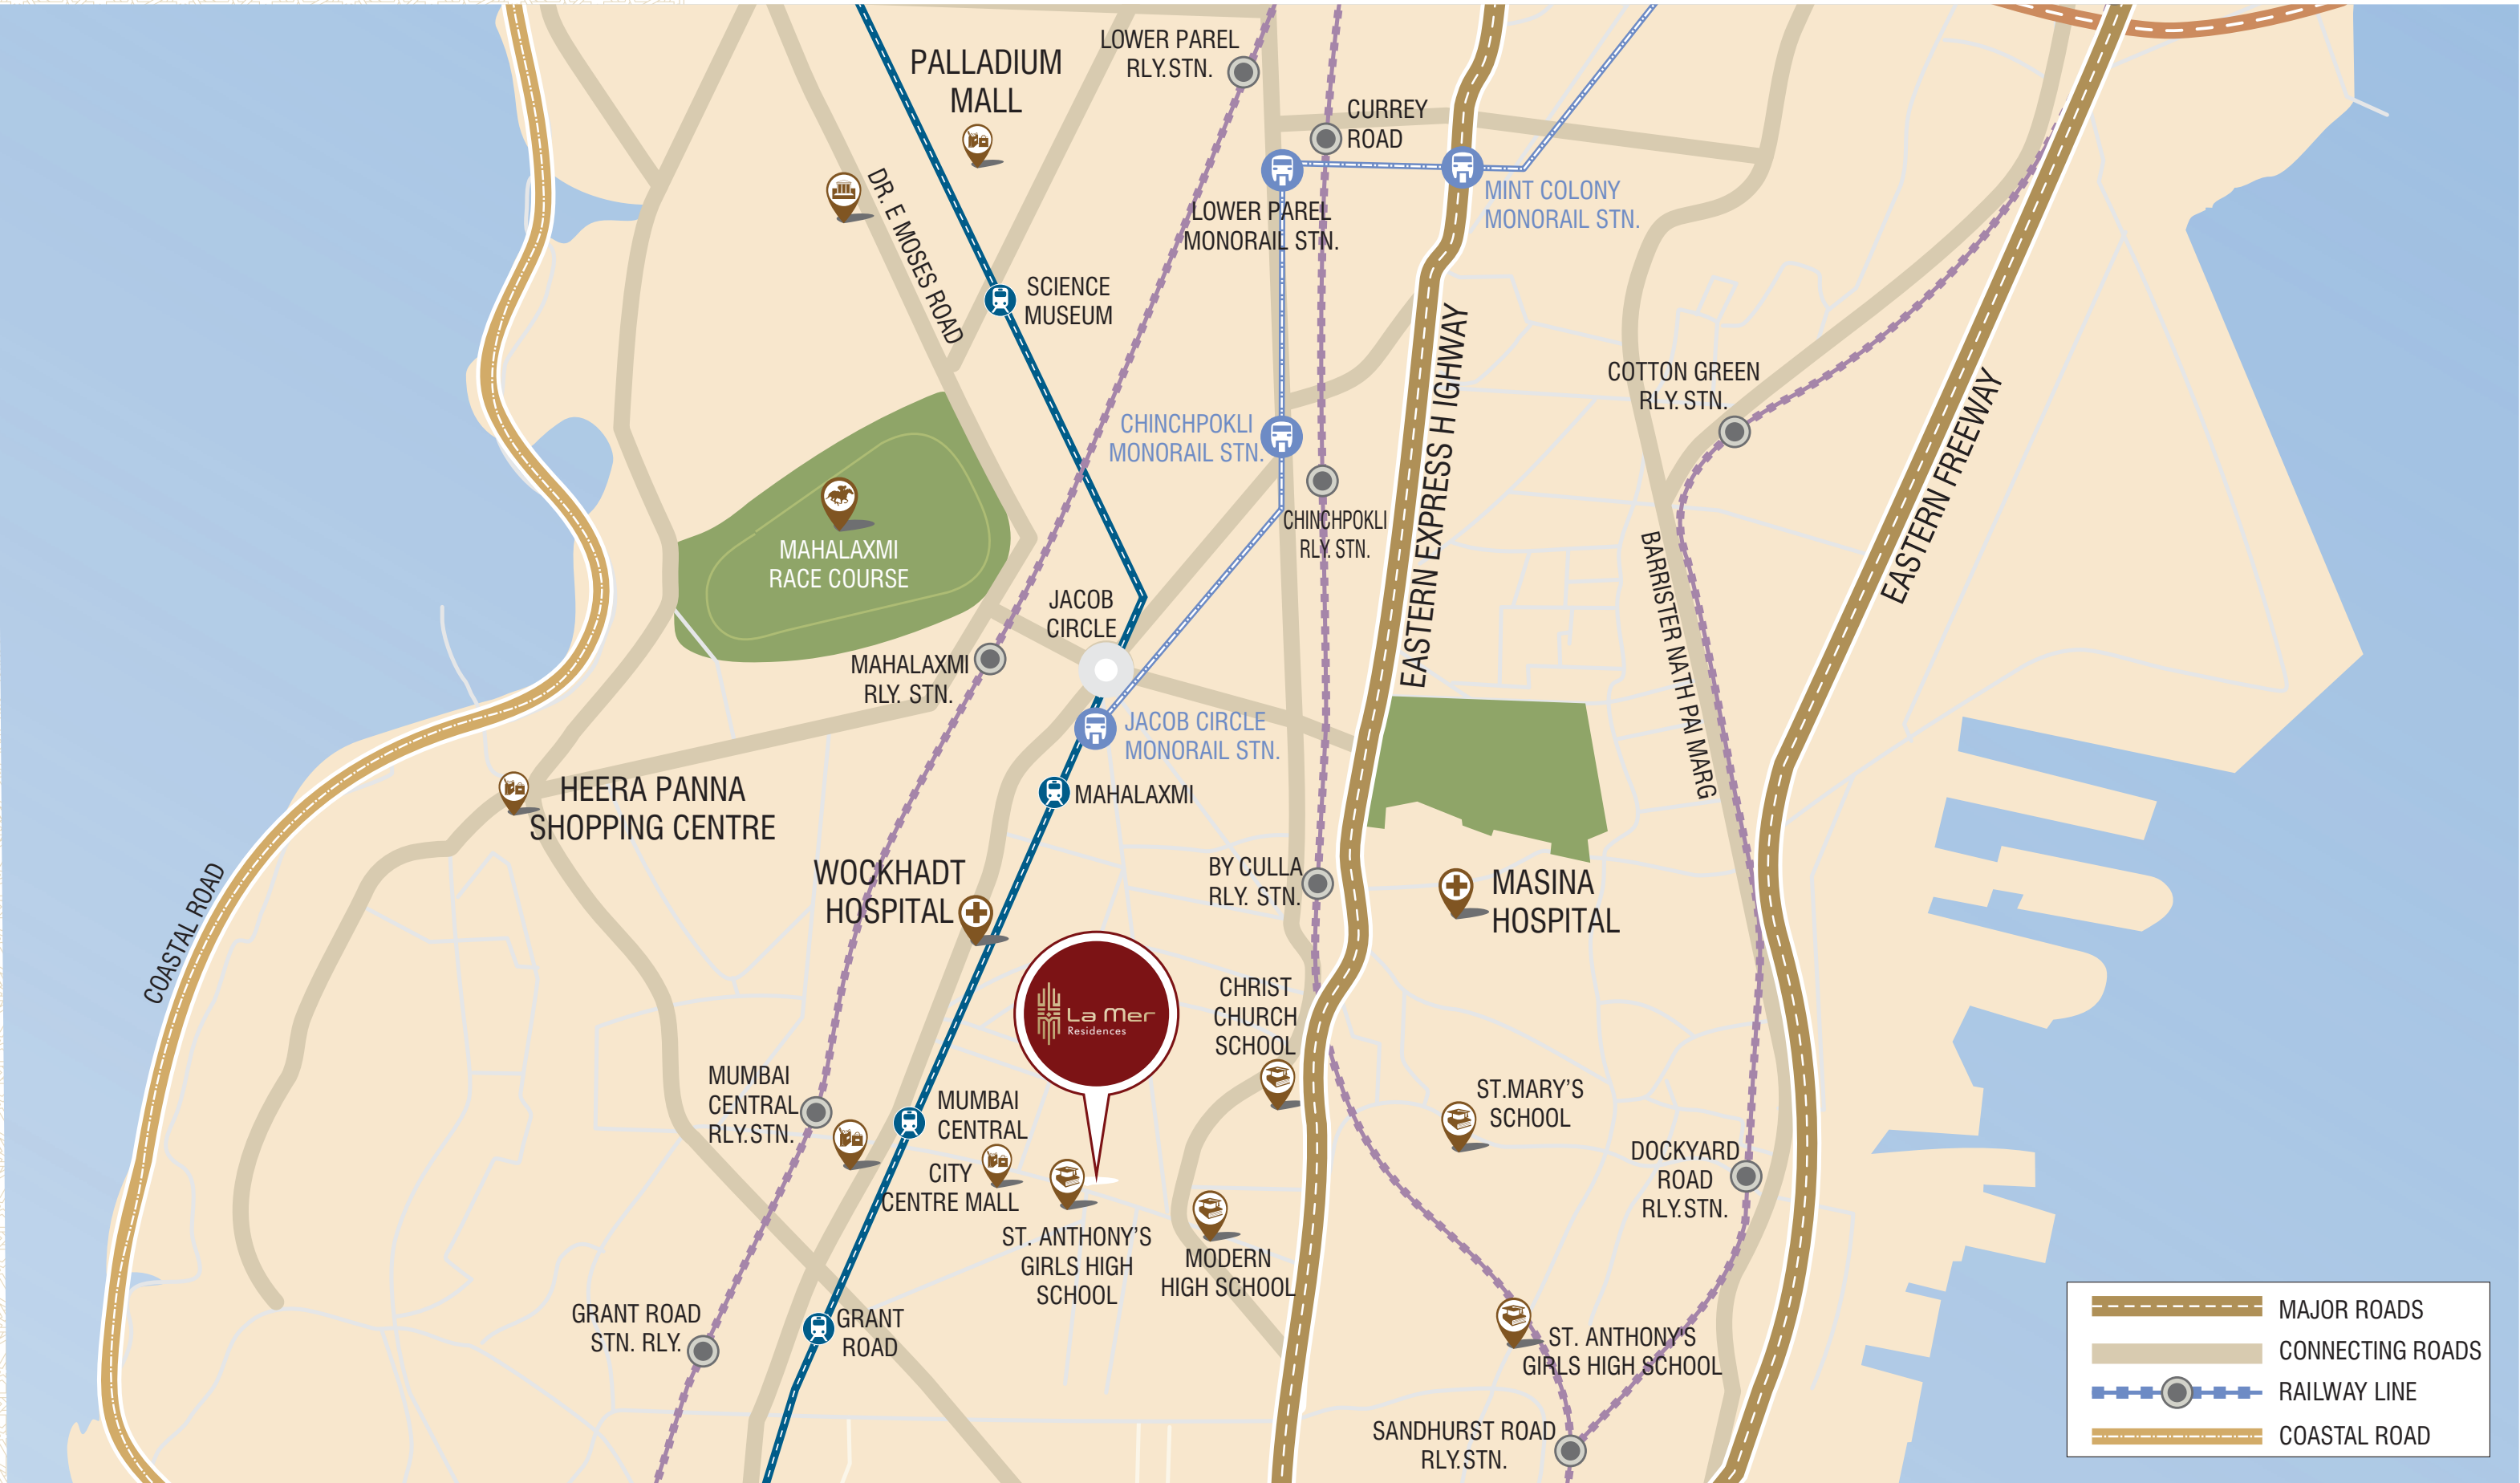 PALLADIUM
MALL
LOWER PAREL
RLY.STN.
CURREY
ROAD
MINT COLONY
MONORAIL STN.
LOWER PAREL
MONORAIL STN.
DR. E MOSES ROAD
SCIENCE
MUSEUM
COTTON GREEN
RLY. STN.
CHINCHPOKLI
MONORAIL STN.
CHINCHPOKLI
RLY. STN.
EASTERN EXPRESS H IGHWAY
EASTERN FREEWAY
BARRISTER NATH PAI MARG
MAHALAXMI
RACE COURSE
JACOB
CIRCLE
MAHALAXMI
RLY. STN.
JACOB CIRCLE
MONORAIL STN.
MAHALAXMI
HEERA PANNA
SHOPPING CENTRE
COASTAL ROAD
WOCKHADT
HOSPITAL
BY CULLA
RLY. STN.
MASINA
HOSPITAL
La Mer
Residences
CHRIST
CHURCH
SCHOOL
MUMBAI
CENTRAL
RLY.STN.
MUMBAI
CENTRAL
ST.MARY'S
SCHOOL
CITY
CENTRE MALL
DOCKYARD
ROAD
RLY.STN.
ST. ANTHONY'S
GIRLS HIGH
SCHOOL
MODERN
HIGH SCHOOL
GRANT ROAD
STN. RLY.
GRANT
ROAD
ST. ANTHONY'S
GIRLS HIGH SCHOOL
SANDHURST ROAD
RLY.STN.
MAJOR ROADS
CONNECTING ROADS
RAILWAY LINE
COASTAL ROAD